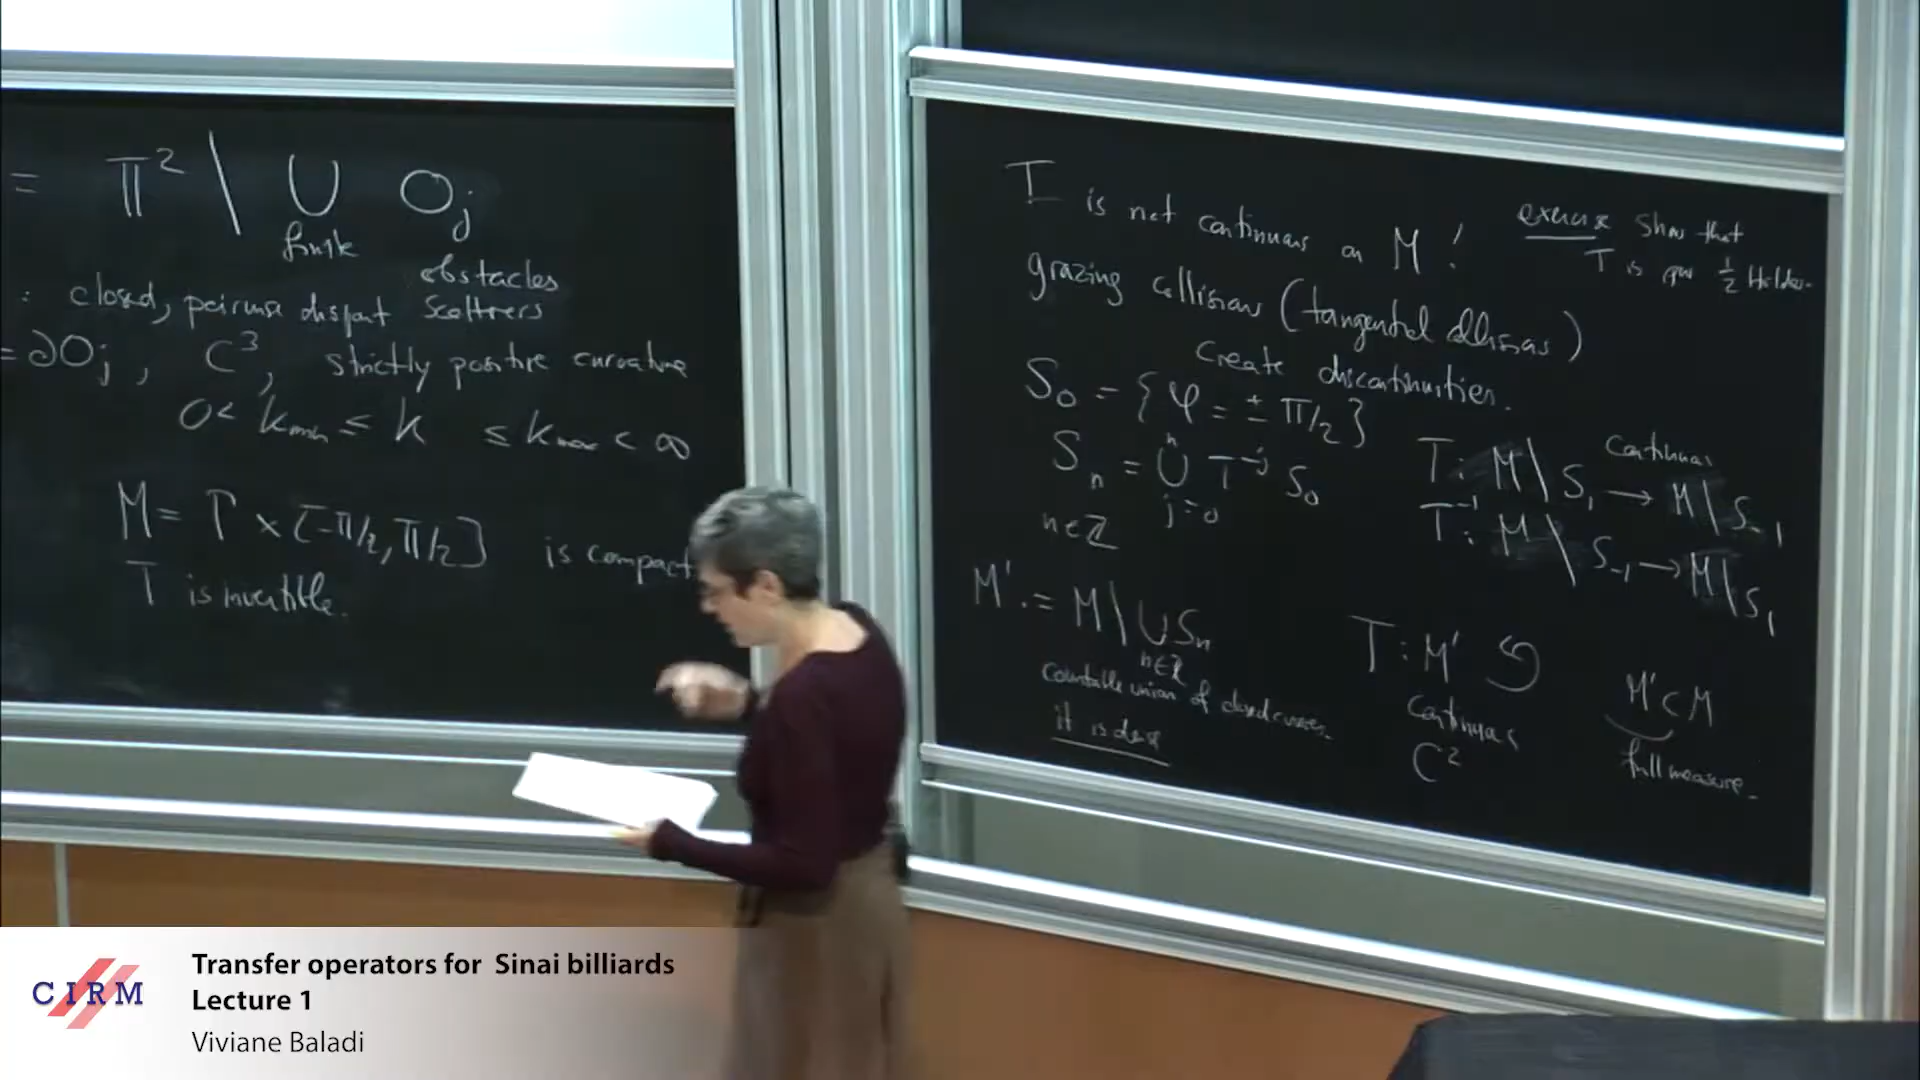 = 𝕋² \ ∪ O_j
finite
obstacles
: closed, pairwise disjoint scatterers
= ∂O_j, C³, strictly positive curvature
0 < k_min ≤ k ≤ k_max < ∞
M = Γ × [-π/2, π/2] is compact
T is invertible.
T is not continuous on M!
exercise Show that
T is 1/2 Hölder.
grazing collisions (tangential collisions)
create discontinuities.
S_0 = {φ = ± π/2}
S_n = ∪_{j=0}^{n} T^{-j} S_0
n∈ℤ
continuous
T: M \ S_1 → M \ S_{-1}
T^{-1}: M \ S_{-1} → M \ S_1
M' := M \ ∪_{n∈ℤ} S_n
countable union of closed curves.
it is dense
T: M' ↺
continuous
C²
M' ⊂ M
full measure.
CIRM
Transfer operators for Sinai billiards
Lecture 1
Viviane Baladi